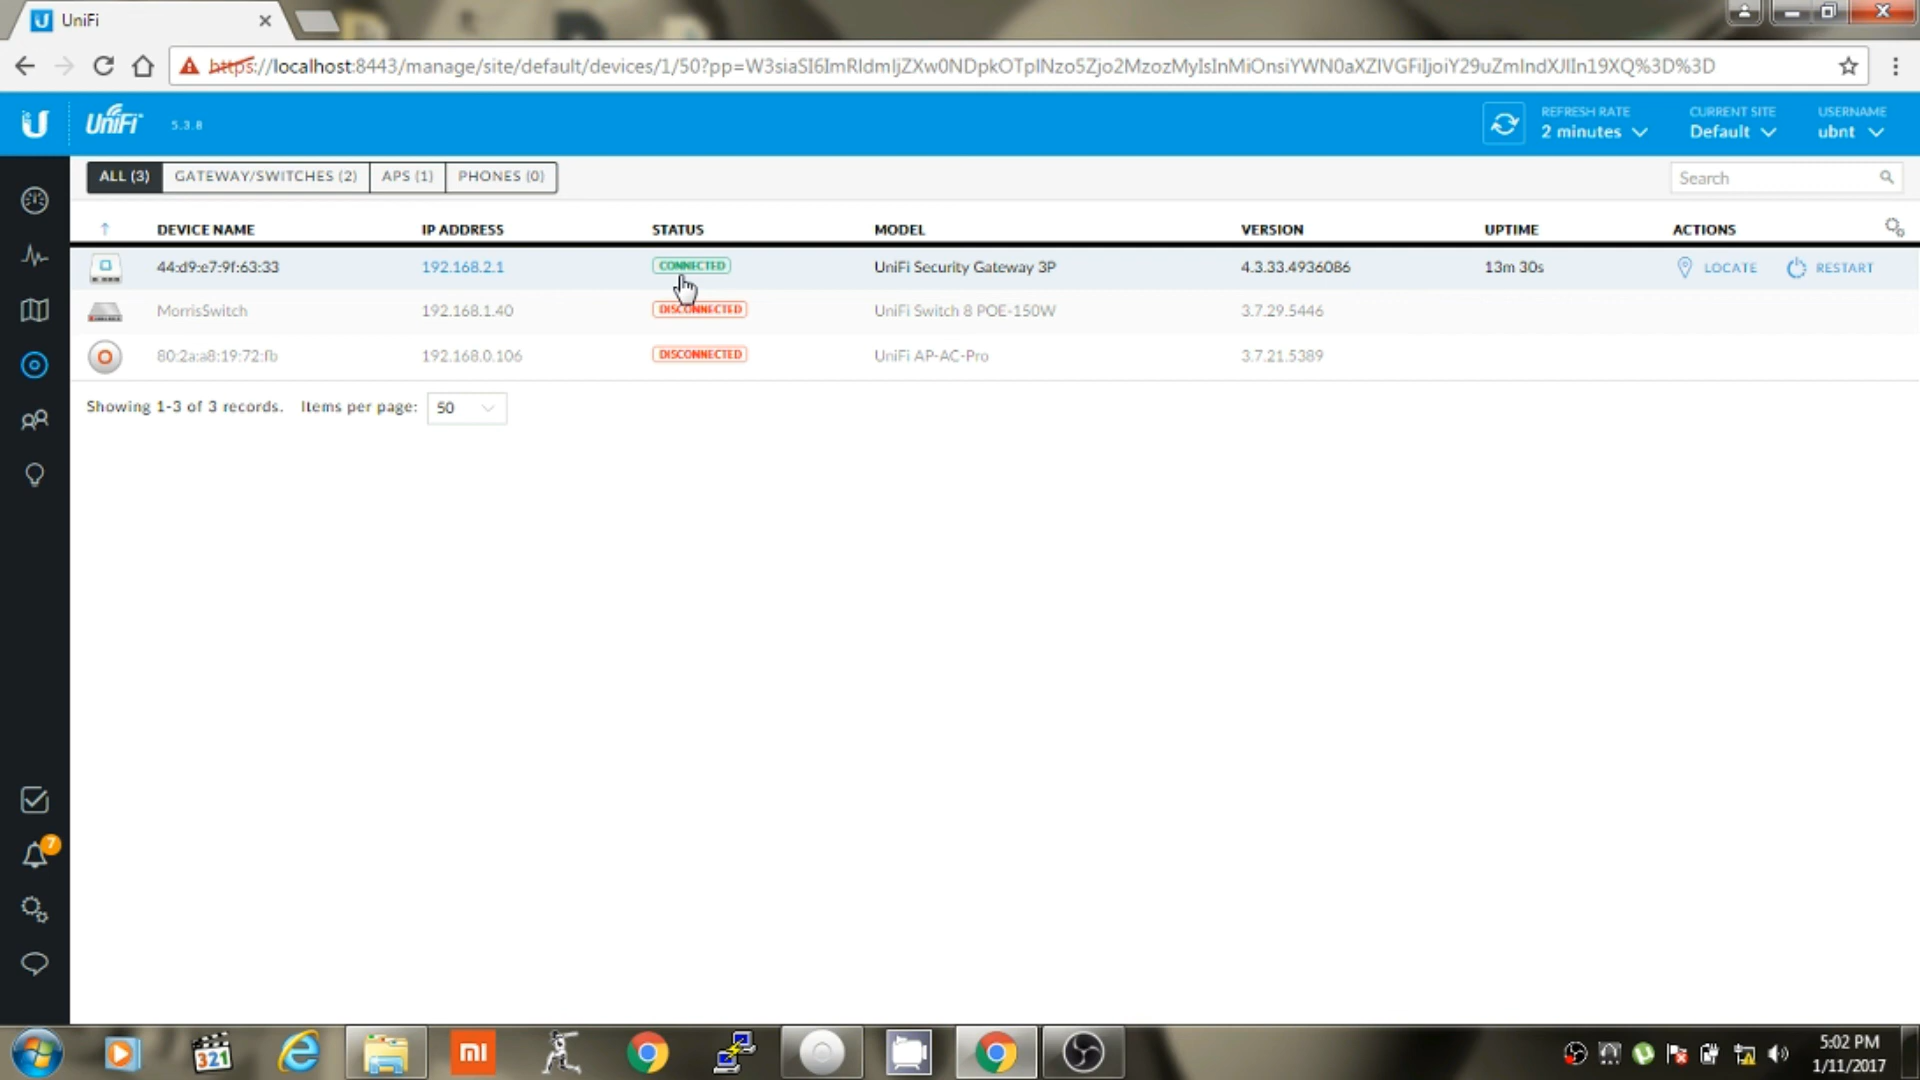 UniFi
https://localhost:8443/manage/site/default/devices/1/50?pp=W3siaSI6ImRldmljZXw0NDpkOTplNzo5Zjo2MzozMyIsInMiOnsiYWN0aXZlVGFiIjoiY29uZmlndXJlIn19XQ%3D%3D
UniFi 5.3.8
REFRESH RATE CURRENT SITE USERNAME
2 minutes Default ubnt
ALL (3) GATEWAY/SWITCHES (2) APS (1) PHONES (0) Search
DEVICE NAME IP ADDRESS STATUS MODEL VERSION UPTIME ACTIONS
44:d9:e7:9f:63:33 192.168.2.1 CONNECTED UniFi Security Gateway 3P 4.3.33.4936086 13m 30s LOCATE RESTART
MorrisSwitch 192.168.1.40 DISCONNECTED UniFi Switch 8 POE-150W 3.7.29.5446
80:2a:a8:19:72:fb 192.168.0.106 DISCONNECTED UniFi AP-AC-Pro 3.7.21.5389
Showing 1-3 of 3 records. Items per page: 50
7
321
mi
5:02 PM
1/11/2017